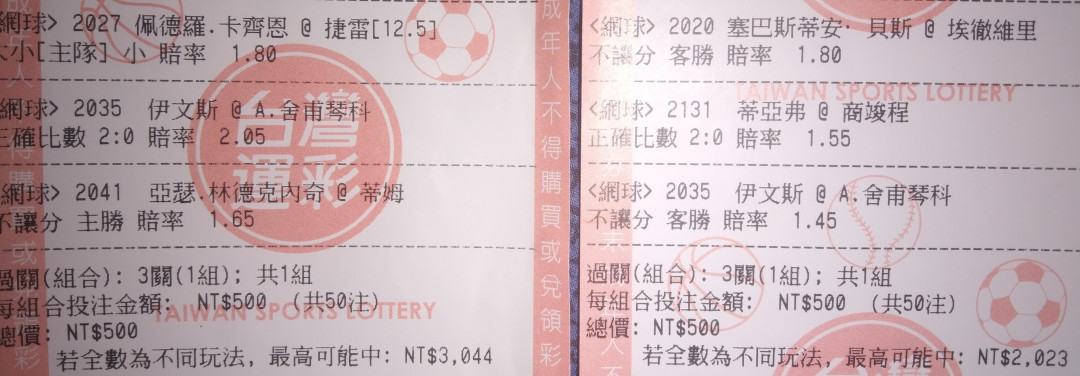 網球> 2027 佩德羅.卡齊恩 @ 捷雷[12.5]
大小[主隊] 小 賠率 1.80
網球> 2035 伊文斯 @ A.舍甫琴科
正確比數 2:0 賠率 2.05
網球> 2041 亞瑟.林德克內奇 @ 蒂姆
不讓分 主勝 賠率 1.65
過關(組合): 3關(1組); 共1組
每組合投注金額: NT$500 (共50注)
TAIWAN SPORTS LOTTERY
總價: NT$500
若全數為不同玩法, 最高可能中: NT$3,044
台灣運彩
成年人不得購買或兌領彩
<網球> 2020 塞巴斯蒂安·貝斯 @ 埃徹維里
不讓分 客勝 賠率 1.80
TAIWAN SPORTS LOTTERY
<網球> 2131 蒂亞弗 @ 商竣程
正確比數 2:0 賠率 1.55
<網球> 2035 伊文斯 @ A.舍甫琴科
不讓分 客勝 賠率 1.45
過關(組合): 3關(1組); 共1組
每組合投注金額: NT$500 (共50注)
總價: NT$500
若全數為不同玩法, 最高可能中: NT$2,023